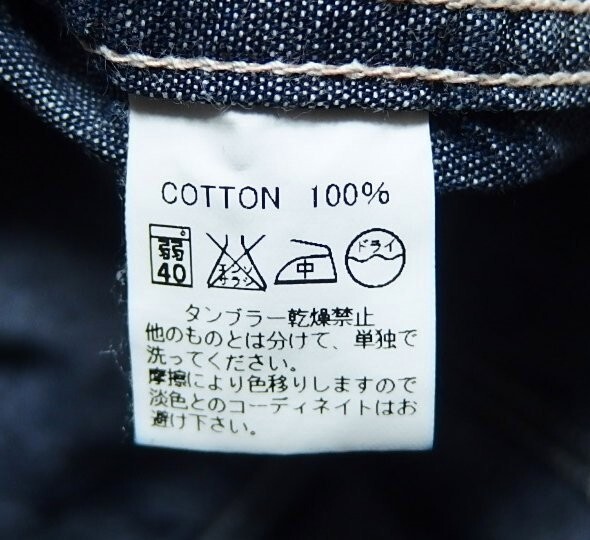 COTTON 100%
弱
40
エンソ
サラシ
中
ドライ
タンブラー乾燥禁止
他のものとは分けて、単独で
洗ってください。
摩擦により色移りしますので
淡色とのコーディネイトはお
避け下さい。